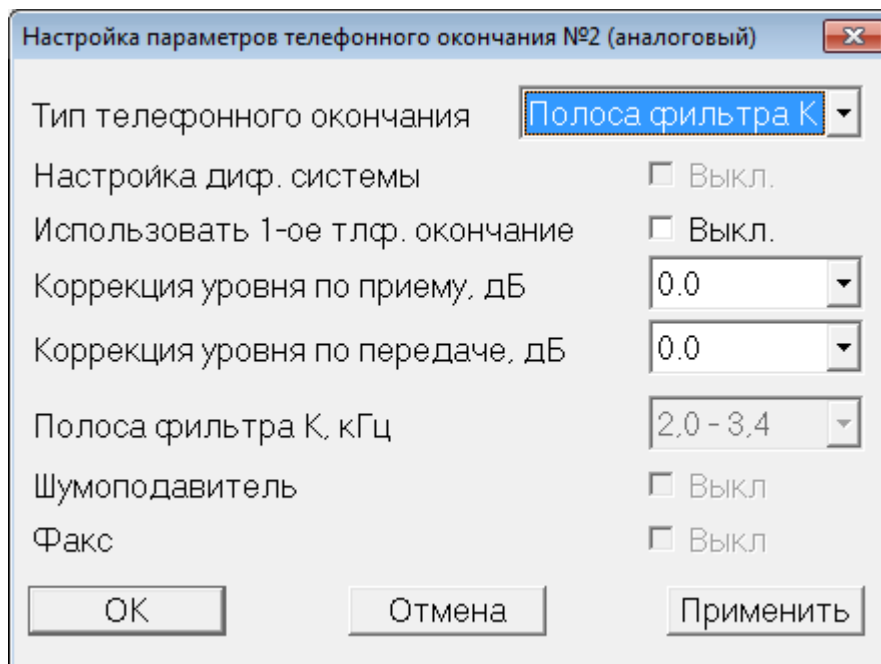 Настройка параметров телефонного окончания №2 (аналоговый)
Тип телефонного окончания Полоса фильтра К
Настройка диф. системы Выкл.
Использовать 1-ое тлф. окончание Выкл.
Коррекция уровня по приему, дБ 0.0
Коррекция уровня по передаче, дБ 0.0
Полоса фильтра К, кГц 2,0 - 3,4
Шумоподавитель Выкл
Факс Выкл
OK Отмена Применить